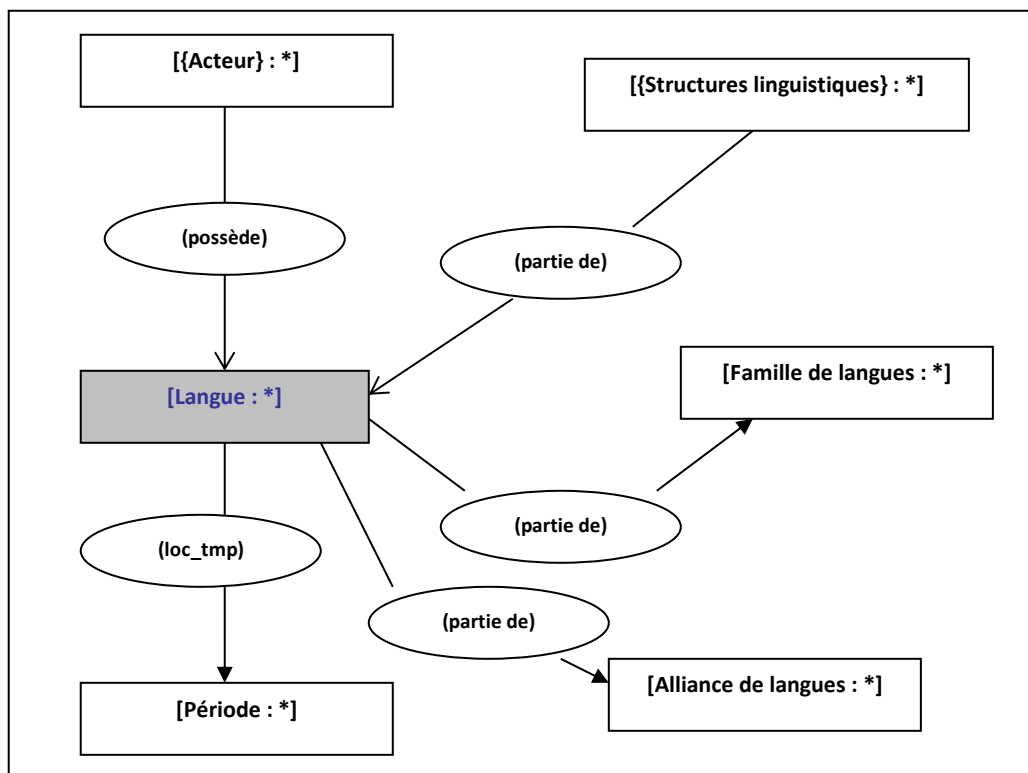 [{Acteur} : *]
[{Structures linguistiques} : *]
(possède)
(partie de)
[Langue : *]
[Famille de langues : *]
(partie de)
(loc_tmp)
(partie de)
[Alliance de langues : *]
[Période : *]